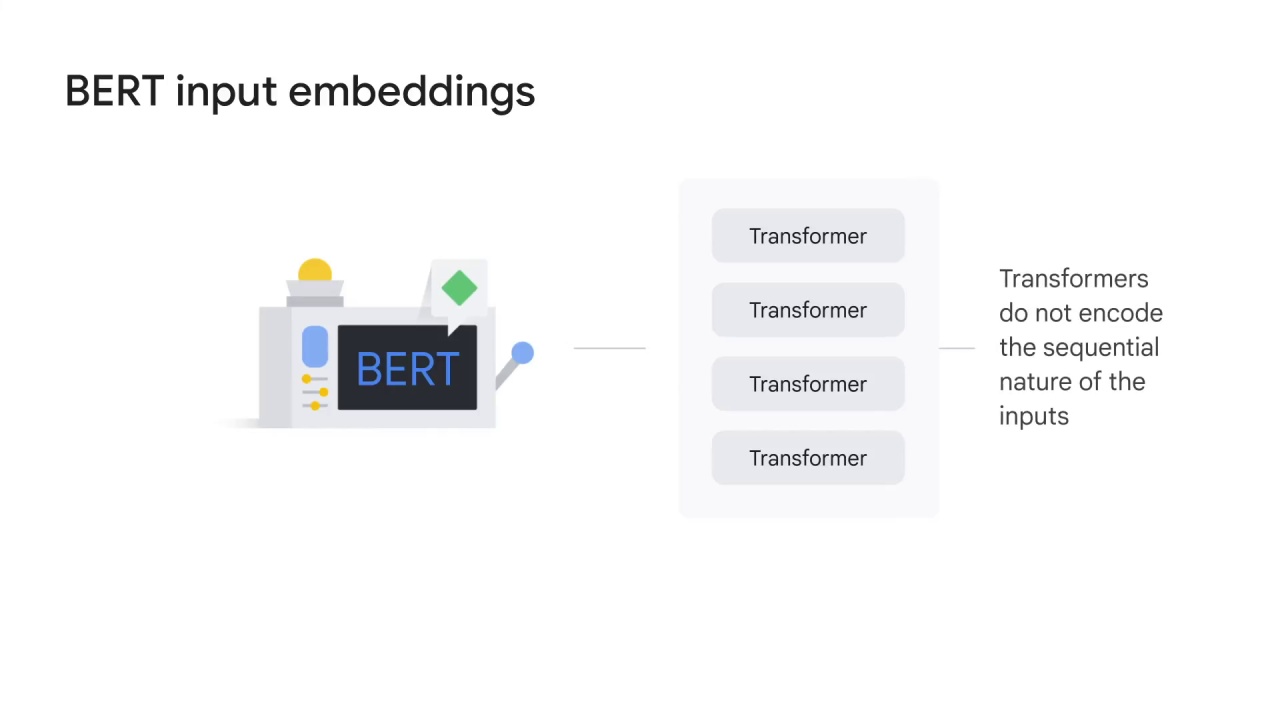 BERT input embeddings
BERT
Transformer
Transformer
Transformer
Transformer
Transformers
do not encode
the sequential
nature of the
inputs